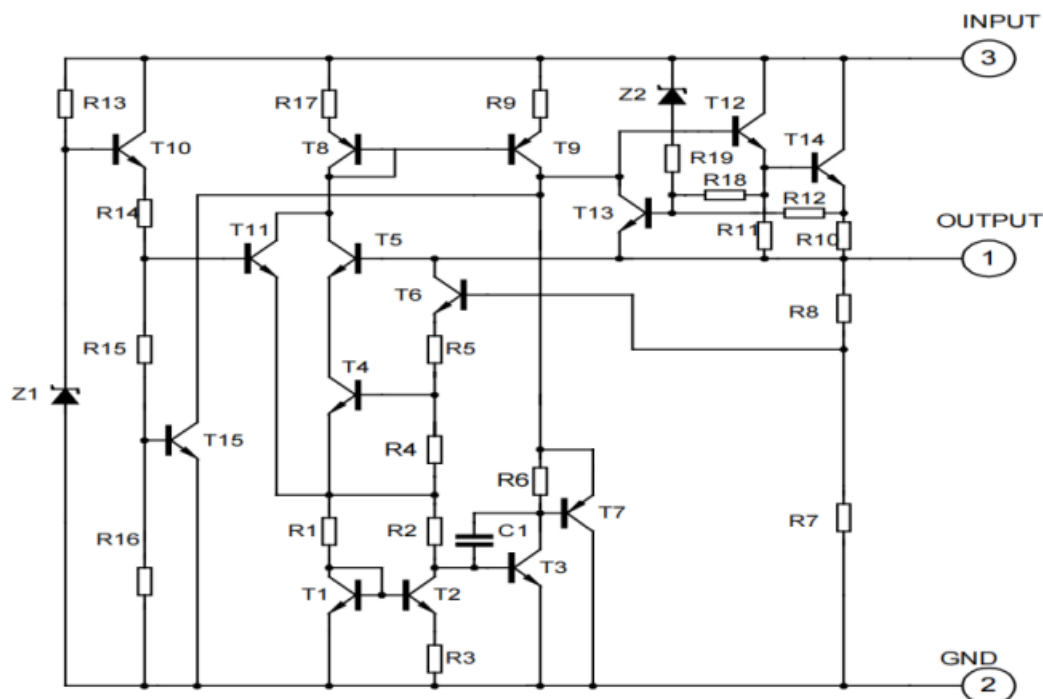 INPUT
3
R13
R17
R9
Z2
T12
T10
T8
T9
T14
R19
R18
R12
R14
T13
R11
R10
OUTPUT
T11
T5
1
T6
R8
R15
R5
Z1
T4
T15
R4
R6
T7
R1
R2
C1
R7
R16
T1
T2
T3
R3
GND
2